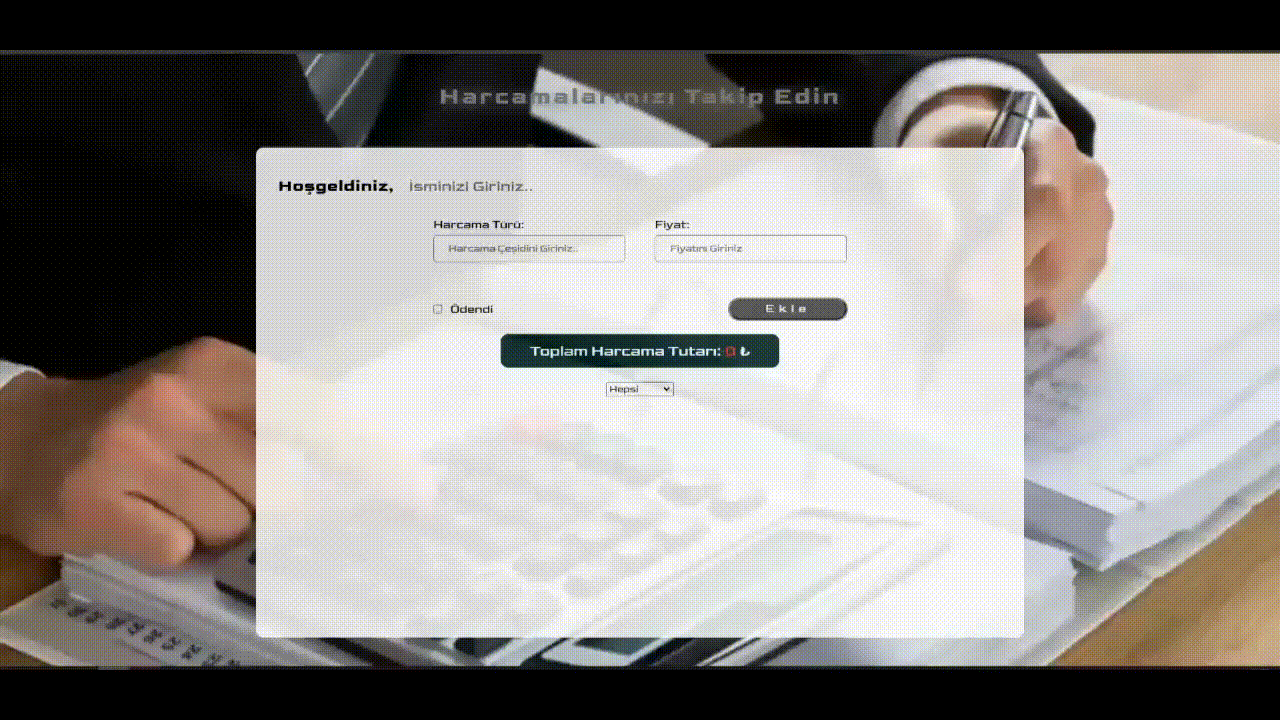 Harcamalarınızı Takip Edin
Hoşgeldiniz, İsminizi Giriniz..
Harcama Türü: Fiyat:
Harcama Çeşidini Giriniz.. Fiyatını Giriniz
Ödendi Ekle
Toplam Harcama Tutarı: 0 ₺
Hepsi